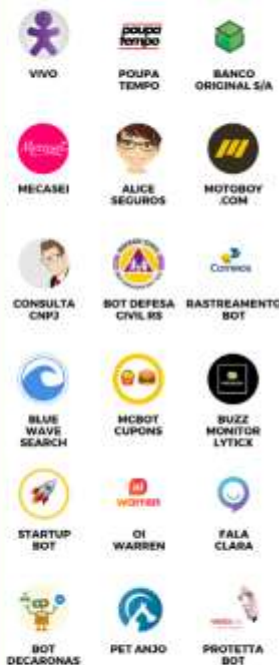 poupa
tempo
VIVO
POUPA
TEMPO
BANCO
ORIGINAL S/A
Mecasei
MECASEI
ALICE
SEGUROS
MOTOBOY
.COM
Correios
CONSULTA
CNPJ
BOT DEFESA
CIVIL RS
RASTREAMENTO
BOT
BLUE
WAVE
SEARCH
MCBOT
CUPONS
BUZZ
MONITOR
LYTICX
warren
STARTUP
BOT
OI
WARREN
FALA
CLARA
BOT
DECARONAS
PET ANJO
PROTETTA
BOT